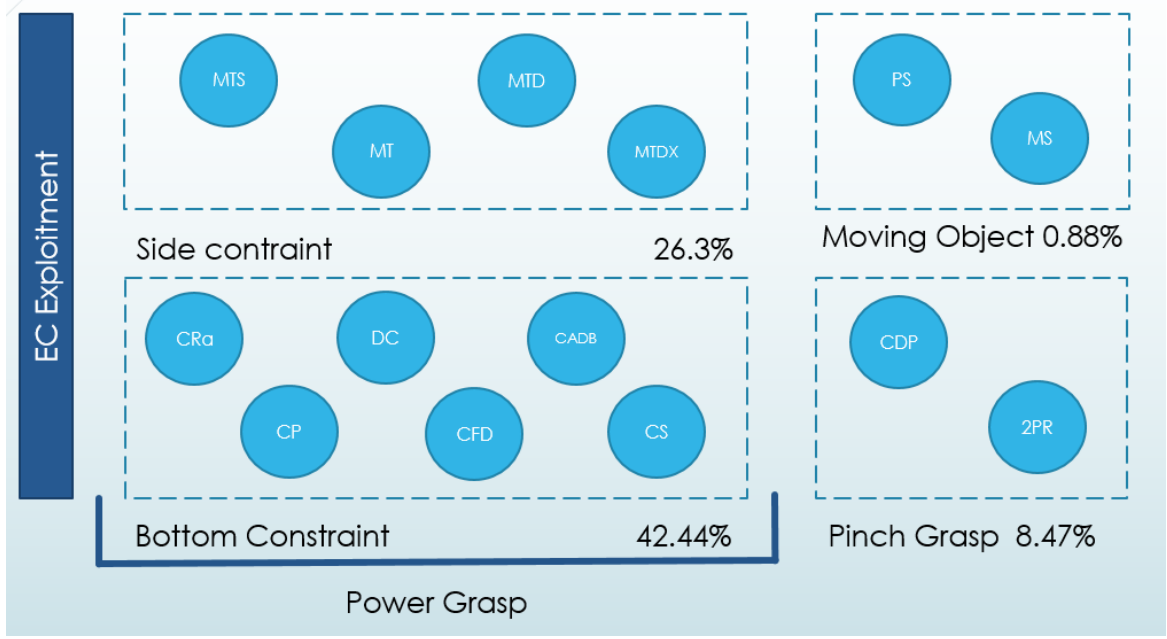 EC Exploitment
MTS
MTD
MT
MTDX
PS
MS
Side contraint 26.3%
Moving Object 0.88%
CRa
DC
CADB
CP
CFD
CS
CDP
2PR
Bottom Constraint 42.44%
Pinch Grasp 8.47%
Power Grasp